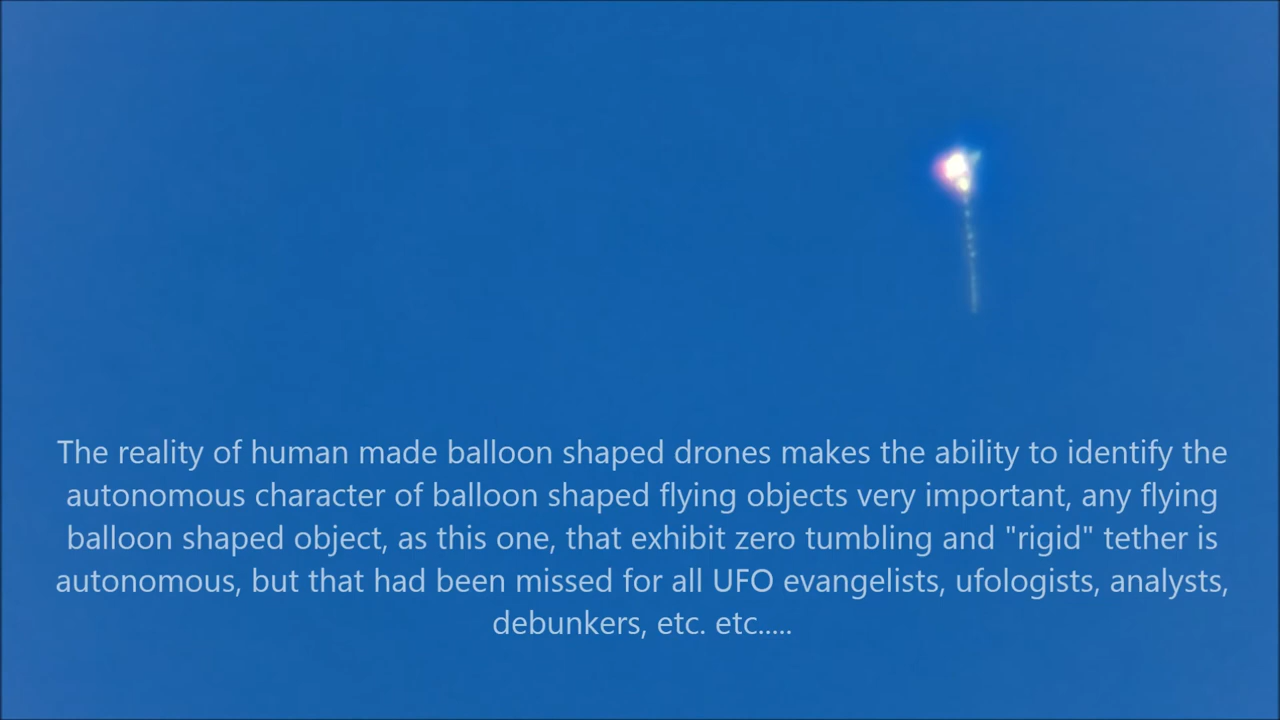 The reality of human made balloon shaped drones makes the ability to identify the
autonomous character of balloon shaped flying objects very important, any flying
balloon shaped object, as this one, that exhibit zero tumbling and "rigid" tether is
autonomous, but that had been missed for all UFO evangelists, ufologists, analysts,
debunkers, etc. etc.....